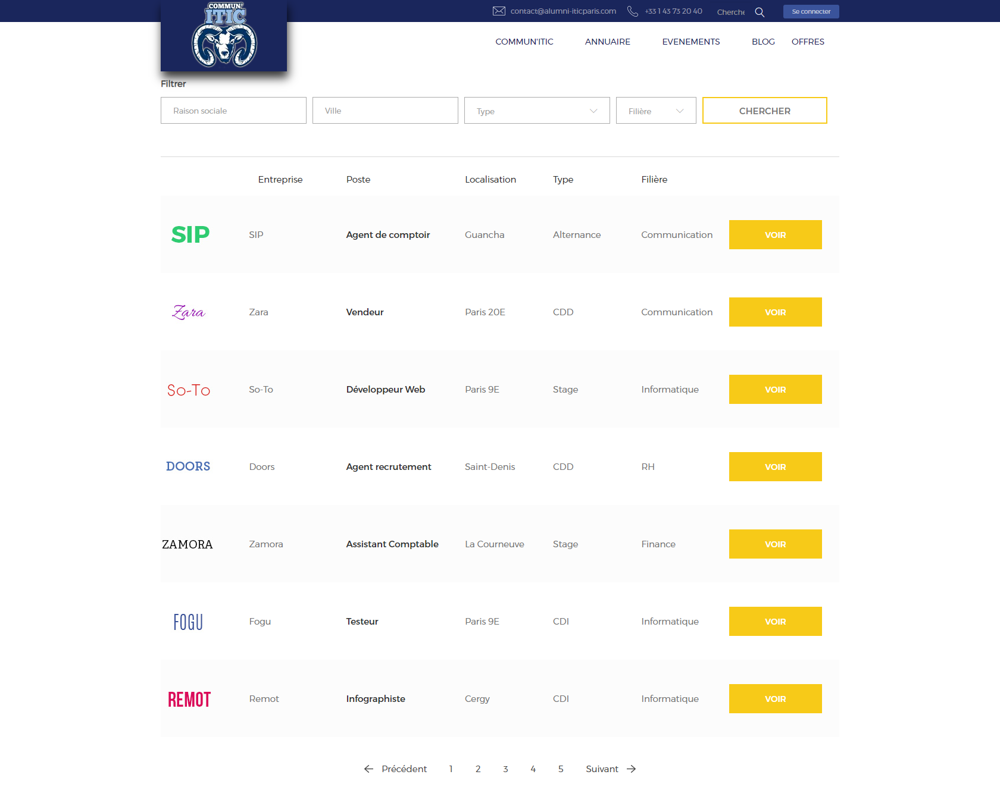 COMMUN'
ITIC
contact@alumni-iticparis.com +33 1 43 73 20 40 Cherche Se connecter
COMMUN'ITIC ANNUAIRE EVENEMENTS BLOG OFFRES
Filtrer
Raison sociale Ville Type Filière CHERCHER
Entreprise Poste Localisation Type Filière
SIP SIP Agent de comptoir Guancha Alternance Communication VOIR
Zara Zara Vendeur Paris 20E CDD Communication VOIR
So-To So-To Développeur Web Paris 9E Stage Informatique VOIR
DOORS Doors Agent recrutement Saint-Denis CDD RH VOIR
ZAMORA Zamora Assistant Comptable La Courneuve Stage Finance VOIR
FOGU Fogu Testeur Paris 9E CDI Informatique VOIR
REMOT Remot Infographiste Cergy CDI Informatique VOIR
Précédent 1 2 3 4 5 Suivant